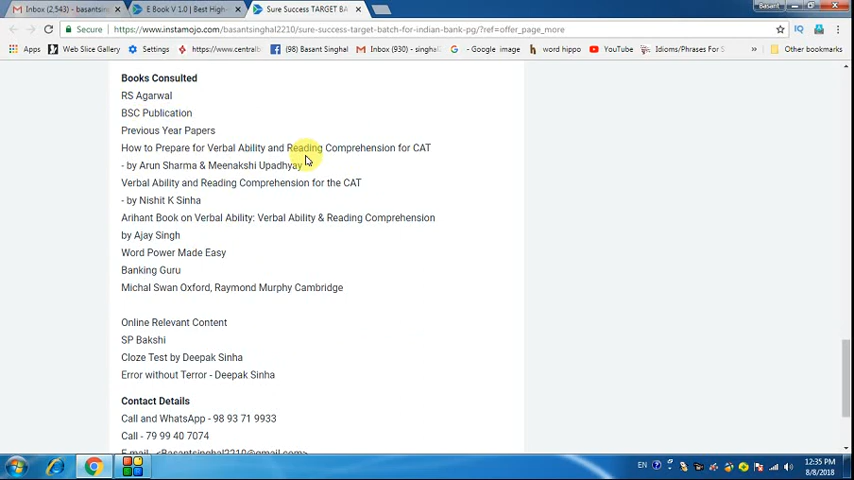 Inbox (2,543) - basantsin
E Book V 1.0 | Best High-
Sure Success TARGET BA
Basant
Secure
https://www.instamojo.com/basantsinghal2210/sure-success-target-batch-for-indian-bank-pg/?ref=offer_page_more
Apps
Web Slice Gallery
Settings
https://www.centralb
(98) Basant Singhal
Inbox (930) - singhal
- Google image
word hippo
YouTube
Idioms/Phrases For S
Other bookmarks
Books Consulted
RS Agarwal
BSC Publication
Previous Year Papers
How to Prepare for Verbal Ability and Reading Comprehension for CAT
- by Arun Sharma & Meenakshi Upadhyay
Verbal Ability and Reading Comprehension for the CAT
- by Nishit K Sinha
Arihant Book on Verbal Ability: Verbal Ability & Reading Comprehension
by Ajay Singh
Word Power Made Easy
Banking Guru
Michal Swan Oxford, Raymond Murphy Cambridge
Online Relevant Content
SP Bakshi
Cloze Test by Deepak Sinha
Error without Terror - Deepak Sinha
Contact Details
Call and WhatsApp - 98 93 71 9933
Call - 79 99 40 7074
E-mail - <Basantsinghal2210@gmail.com>
EN
12:35 PM
8/8/2018